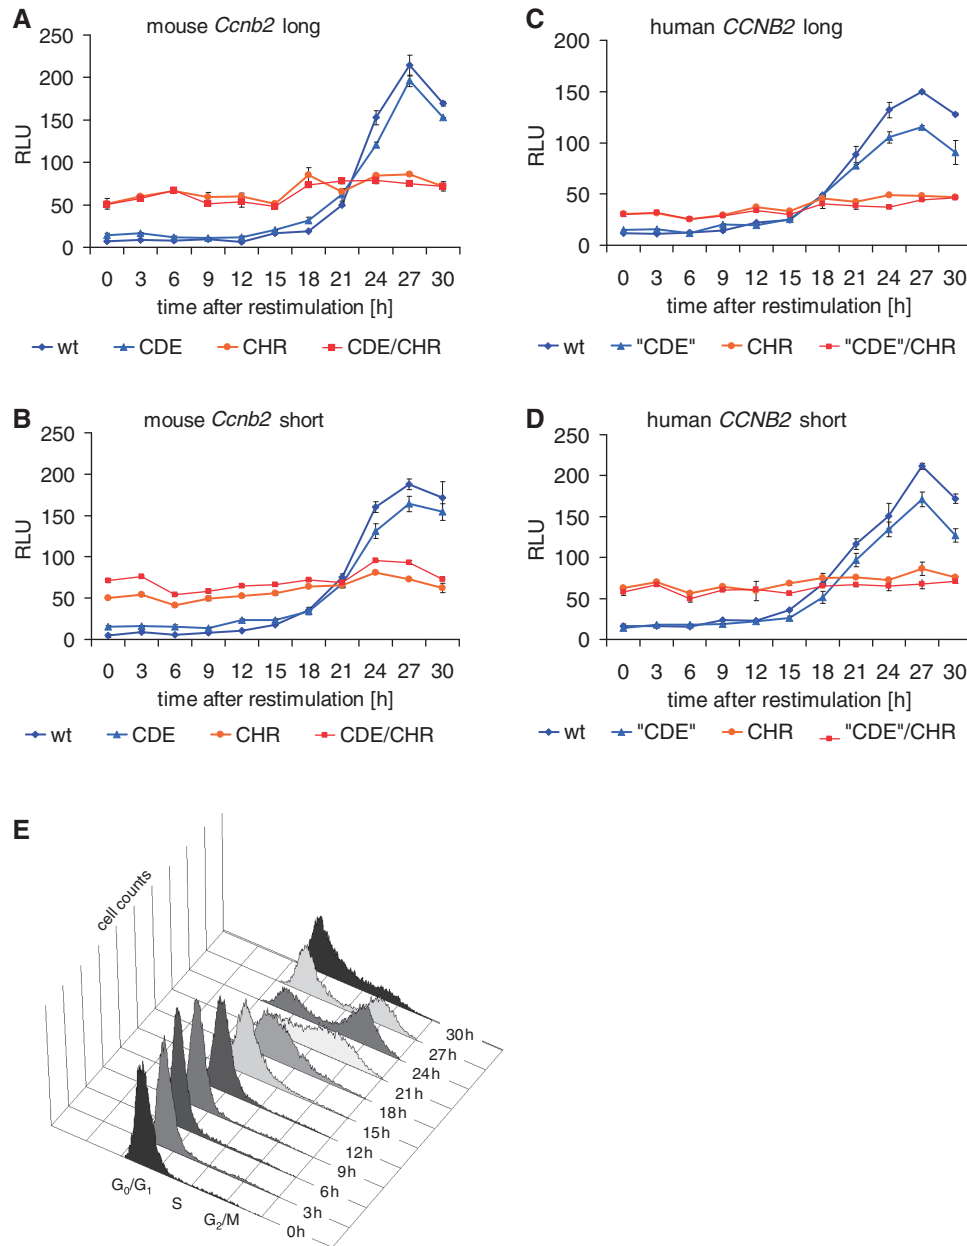 A
mouse Ccnb2 long
RLU
250
200
150
100
50
0
0 3 6 9 12 15 18 21 24 27 30
time after restimulation [h]
wt CDE CHR CDE/CHR
C
human CCNB2 long
RLU
200
150
100
50
0
0 3 6 9 12 15 18 21 24 27 30
time after restimulation [h]
wt "CDE" CHR "CDE"/CHR
B
mouse Ccnb2 short
RLU
250
200
150
100
50
0
0 3 6 9 12 15 18 21 24 27 30
time after restimulation [h]
wt CDE CHR CDE/CHR
D
human CCNB2 short
RLU
250
200
150
100
50
0
0 3 6 9 12 15 18 21 24 27 30
time after restimulation [h]
wt "CDE" CHR "CDE"/CHR
E
cell counts
30h
27h
24h
21h
18h
15h
12h
9h
6h
3h
0h
G0/G1
S
G2/M